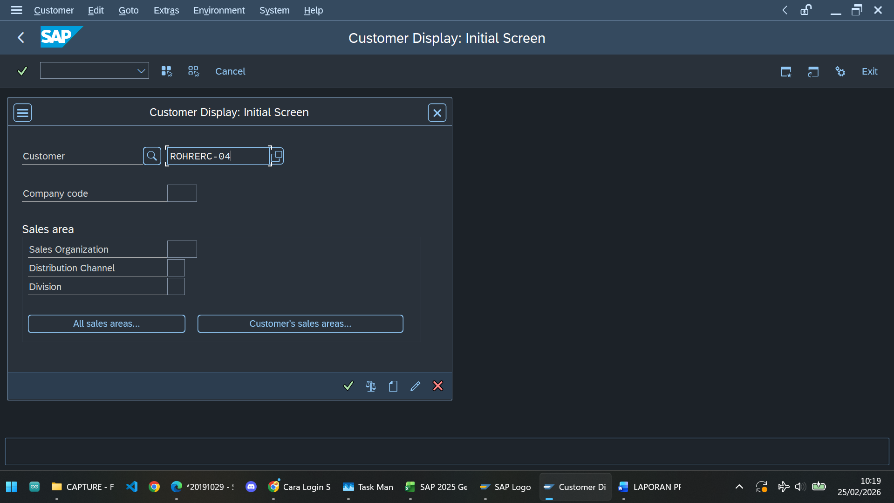 Customer Edit Goto Extras Environment System Help
SAP Customer Display: Initial Screen
Cancel Exit
Customer Display: Initial Screen
Customer ROHRERC-04
Company code
Sales area
Sales Organization
Distribution Channel
Division
All sales areas... Customer's sales areas...
CAPTURE - F *20191029 - S Cara Login S Task Man SAP 2025 Ge SAP Logo Customer Di LAPORAN PF 10:19
25/02/2026